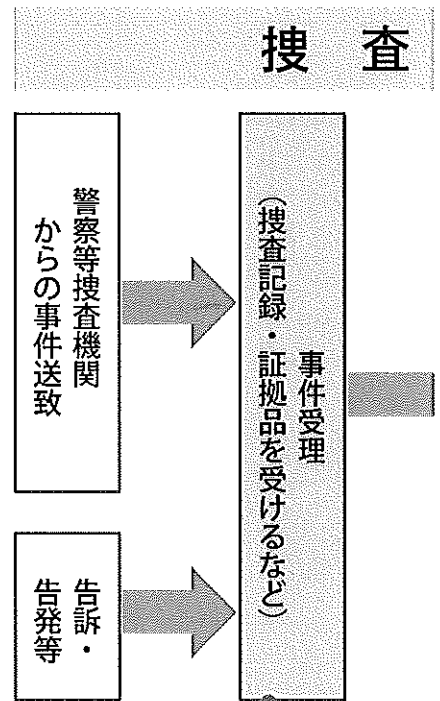 捜査
警察等捜査機関
からの事件送致
告訴・
告発等
事件受理
（捜査記録・証拠品を受けるなど）